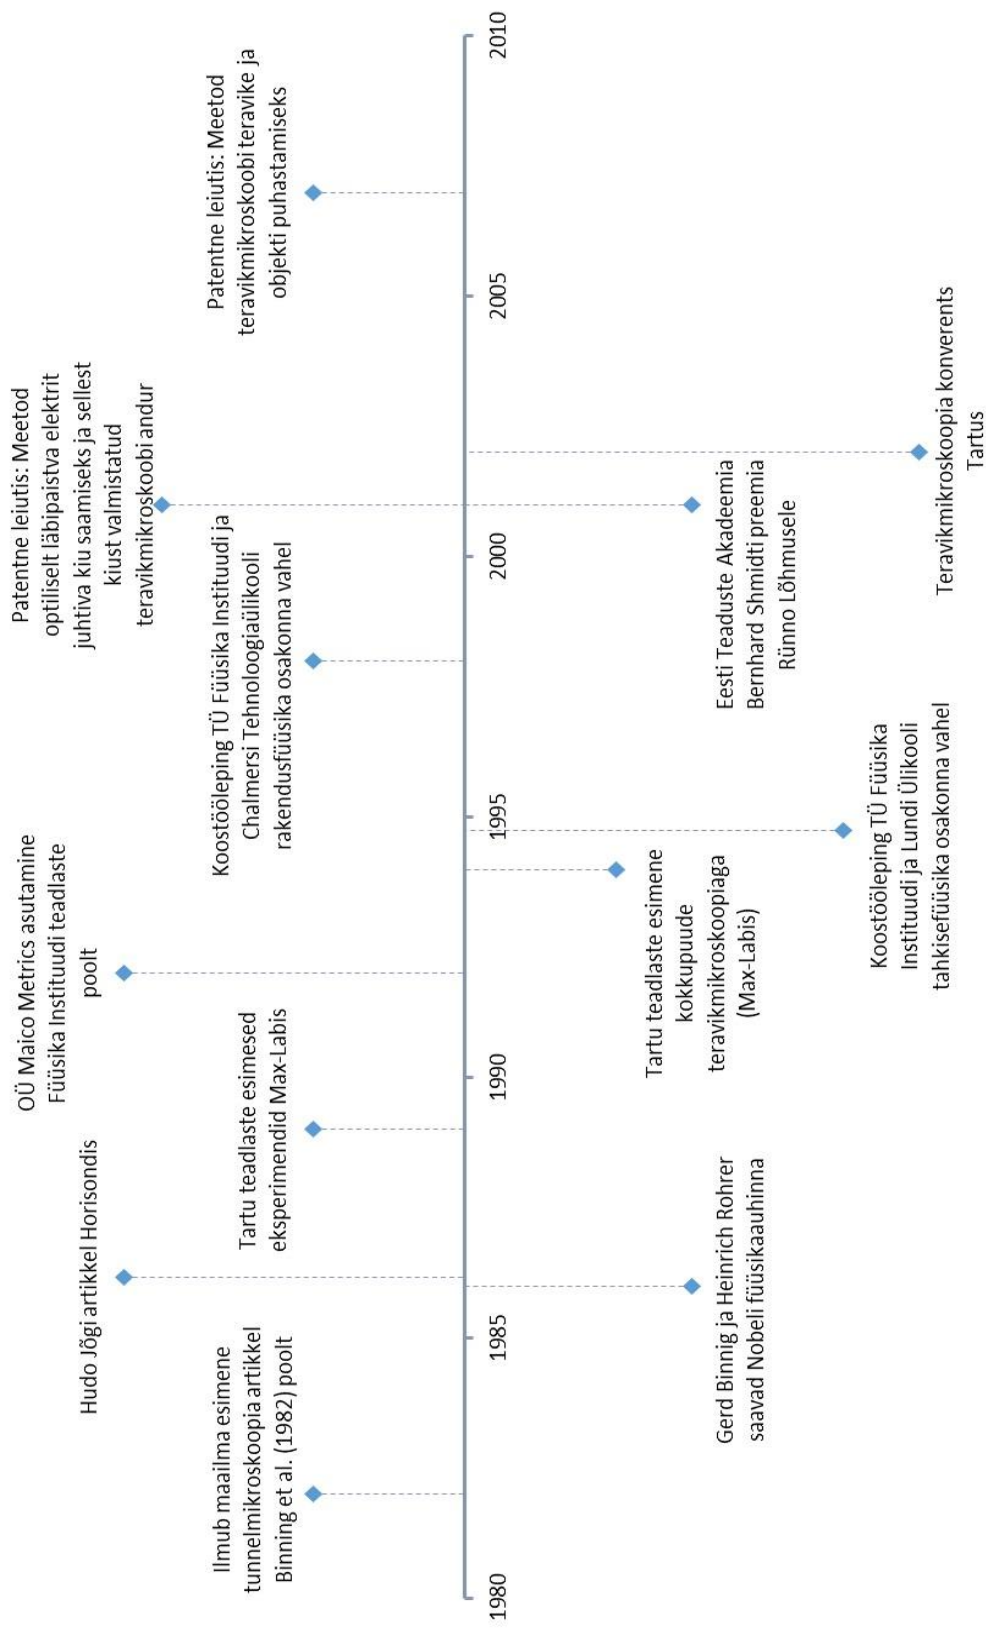 Ilmub maailma esimene
tunnelmikroskoopia artikkel
Binning et al. (1982) poolt
Hudo Jõgi artikkel Horisondis
Tartu teadlaste esimesed
eksperimendid Max-Labis
OÜ Maico Metrics asutamine
Füüsika Instituudi teadlaste
poolt
Koostööleping TÜ Füüsika Instituudi ja
Chalmersi Tehnoloogiaülikooli
rakendusfüüsika osakonna vahel
Patentne leiutis: Meetod
optiliselt läbipaistva elektrit
juhtiva kiu saamiseks ja sellest
kiust valmistatud
teravikmikroskoobi andur
Patentne leiutis: Meetod
teravikmikroskoobi teravike ja
objekti puhastamiseks
1980
1985
1990
1995
2000
2005
2010
Gerd Binnig ja Heinrich Rohrer
saavad Nobeli füüsikaauhinna
Tartu teadlaste esimene
kokkupuude
teravikmikroskoopiaga
(Max-Labis)
Koostööleping TÜ Füüsika
Instituudi ja Lundi Ülikooli
tahkisefüüsika osakonna vahel
Eesti Teaduste Akadeemia
Bernhard Shmidti preemia
Rünno Lõhmusele
Teravikmikroskoopia konverents
Tartus